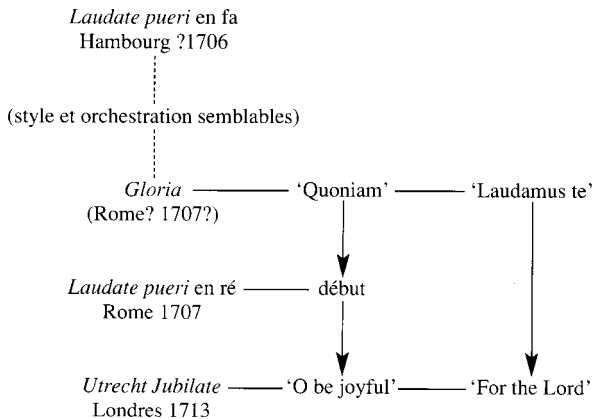 Laudate pueri en fa
Hambourg ?1706
(style et orchestration semblables)
Gloria 'Quoniam' 'Laudamus te'
(Rome? 1707?)
Laudate pueri en ré début
Rome 1707
Utrecht Jubilate 'O be joyful' 'For the Lord'
Londres 1713